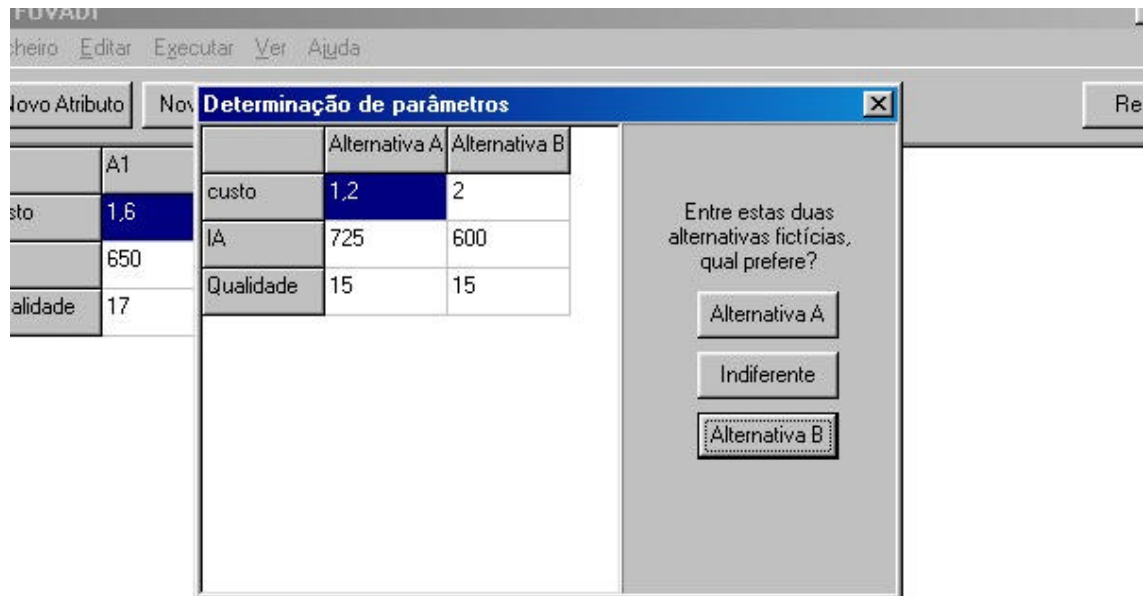 FUVADI
cheiro Editar Executar Ver Ajuda
Novo Atributo Nov Re
Determinação de parâmetros
Alternativa A Alternativa B
custo 1,2 2
IA 725 600
Qualidade 15 15
Entre estas duas
alternativas fictícias,
qual prefere?
Alternativa A
Indiferente
Alternativa B
A1
sto 1,6
650
alidade 17